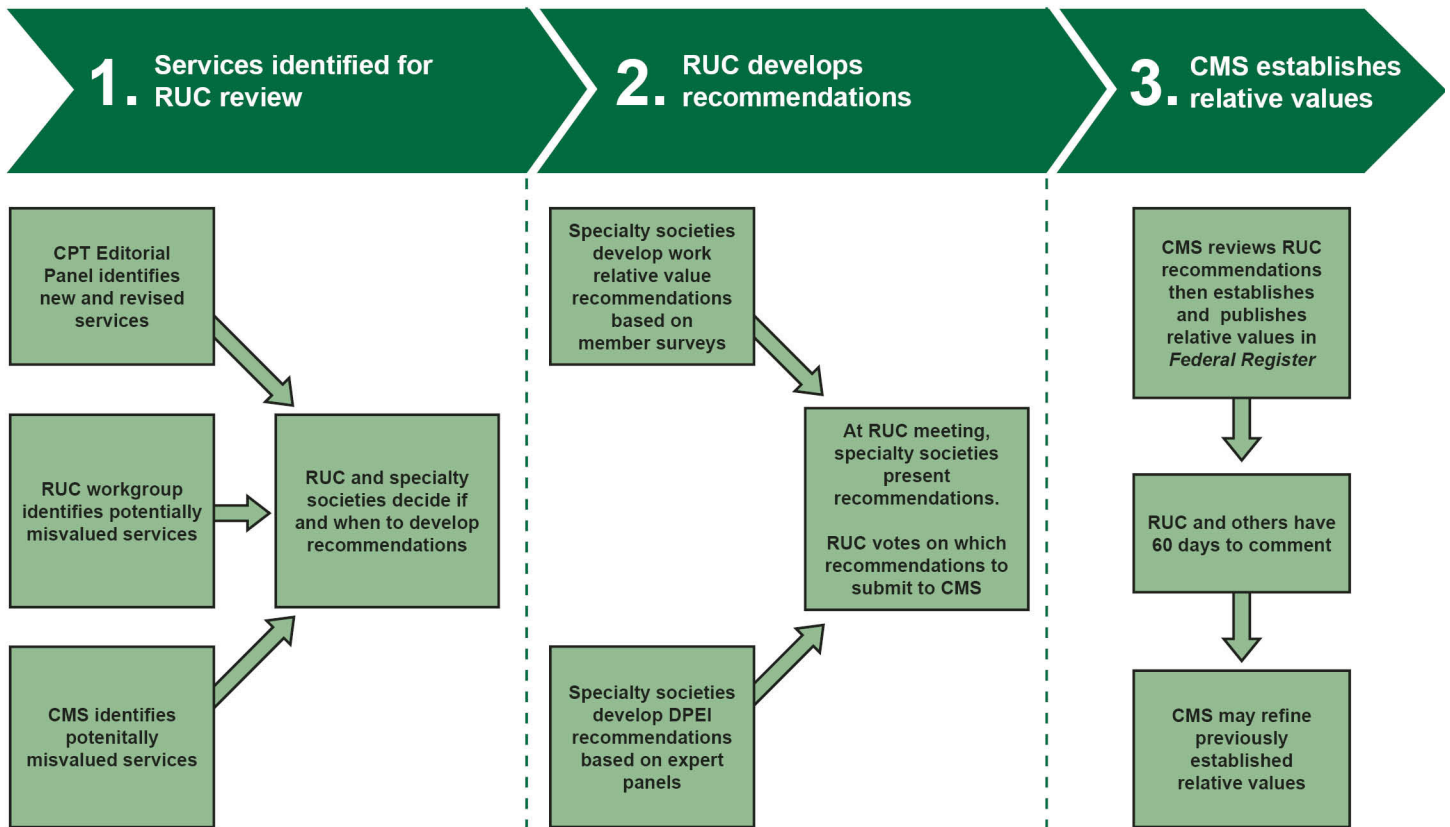 1. Services identified for
RUC review
2. RUC develops
recommendations
3. CMS establishes
relative values
CPT Editorial
Panel identifies
new and revised
services
RUC workgroup
identifies potentially
misvalued services
CMS identifies
potenitally
misvalued services
RUC and specialty
societies decide if
and when to develop
recommendations
Specialty societies
develop work
relative value
recommendations
based on
member surveys
Specialty societies
develop DPEI
recommendations
based on expert
panels
At RUC meeting,
specialty societies
present
recommendations.
RUC votes on which
recommendations to
submit to CMS
CMS reviews RUC
recommendations
then establishes
and publishes
relative values in
Federal Register
RUC and others have
60 days to comment
CMS may refine
previously
established
relative values